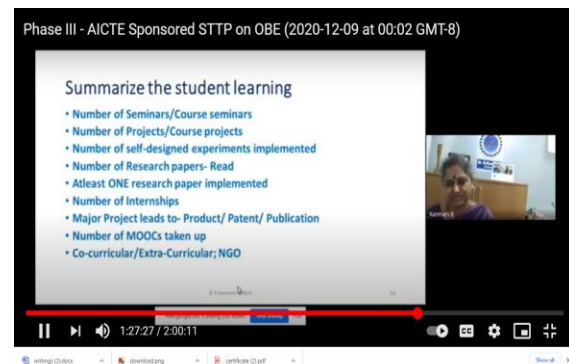 Phase III - AICTE Sponsored STTP on OBE (2020-12-09 at 00:02 GMT-8)
Summarize the student learning
• Number of Seminars/Course seminars
• Number of Projects/Course projects
• Number of self-designed experiments implemented
• Number of Research papers- Read
• Atleast ONE research paper implemented
• Number of Internships
• Major Project leads to- Product/ Patent/ Publication
• Number of MOOCs taken up
• Co-curricular/Extra-Curricular; NGO
1:27:27 / 2:00:11
CC
writings (2).docx
download.png
certificate (2).pdf
Show all